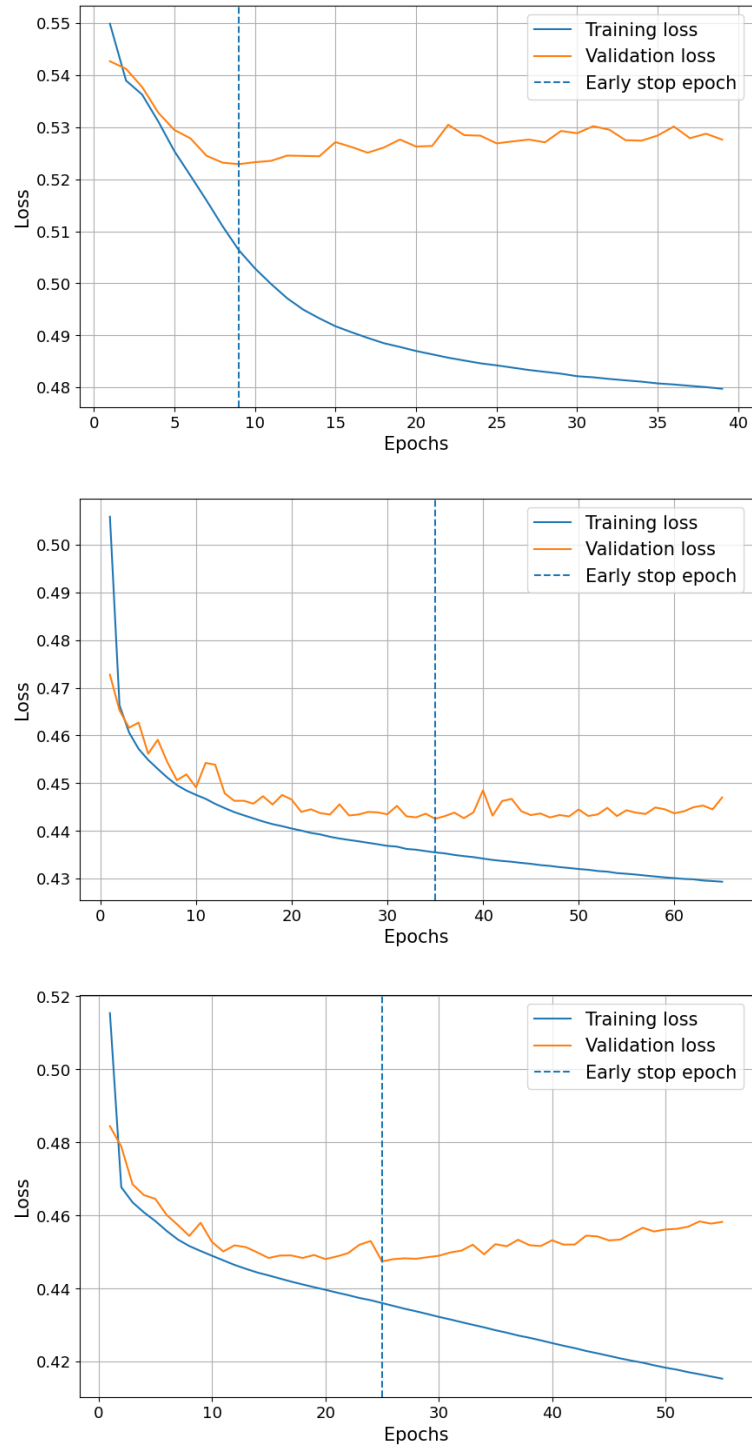 0.55
0.54
0.53
0.52
0.51
0.50
0.49
0.48
Loss
Training loss
Validation loss
Early stop epoch
0 5 10 15 20 25 30 35 40
Epochs
0.50
0.49
0.48
0.47
0.46
0.45
0.44
0.43
Loss
Training loss
Validation loss
Early stop epoch
0 10 20 30 40 50 60
Epochs
0.52
0.50
0.48
0.46
0.44
0.42
Loss
Training loss
Validation loss
Early stop epoch
0 10 20 30 40 50
Epochs